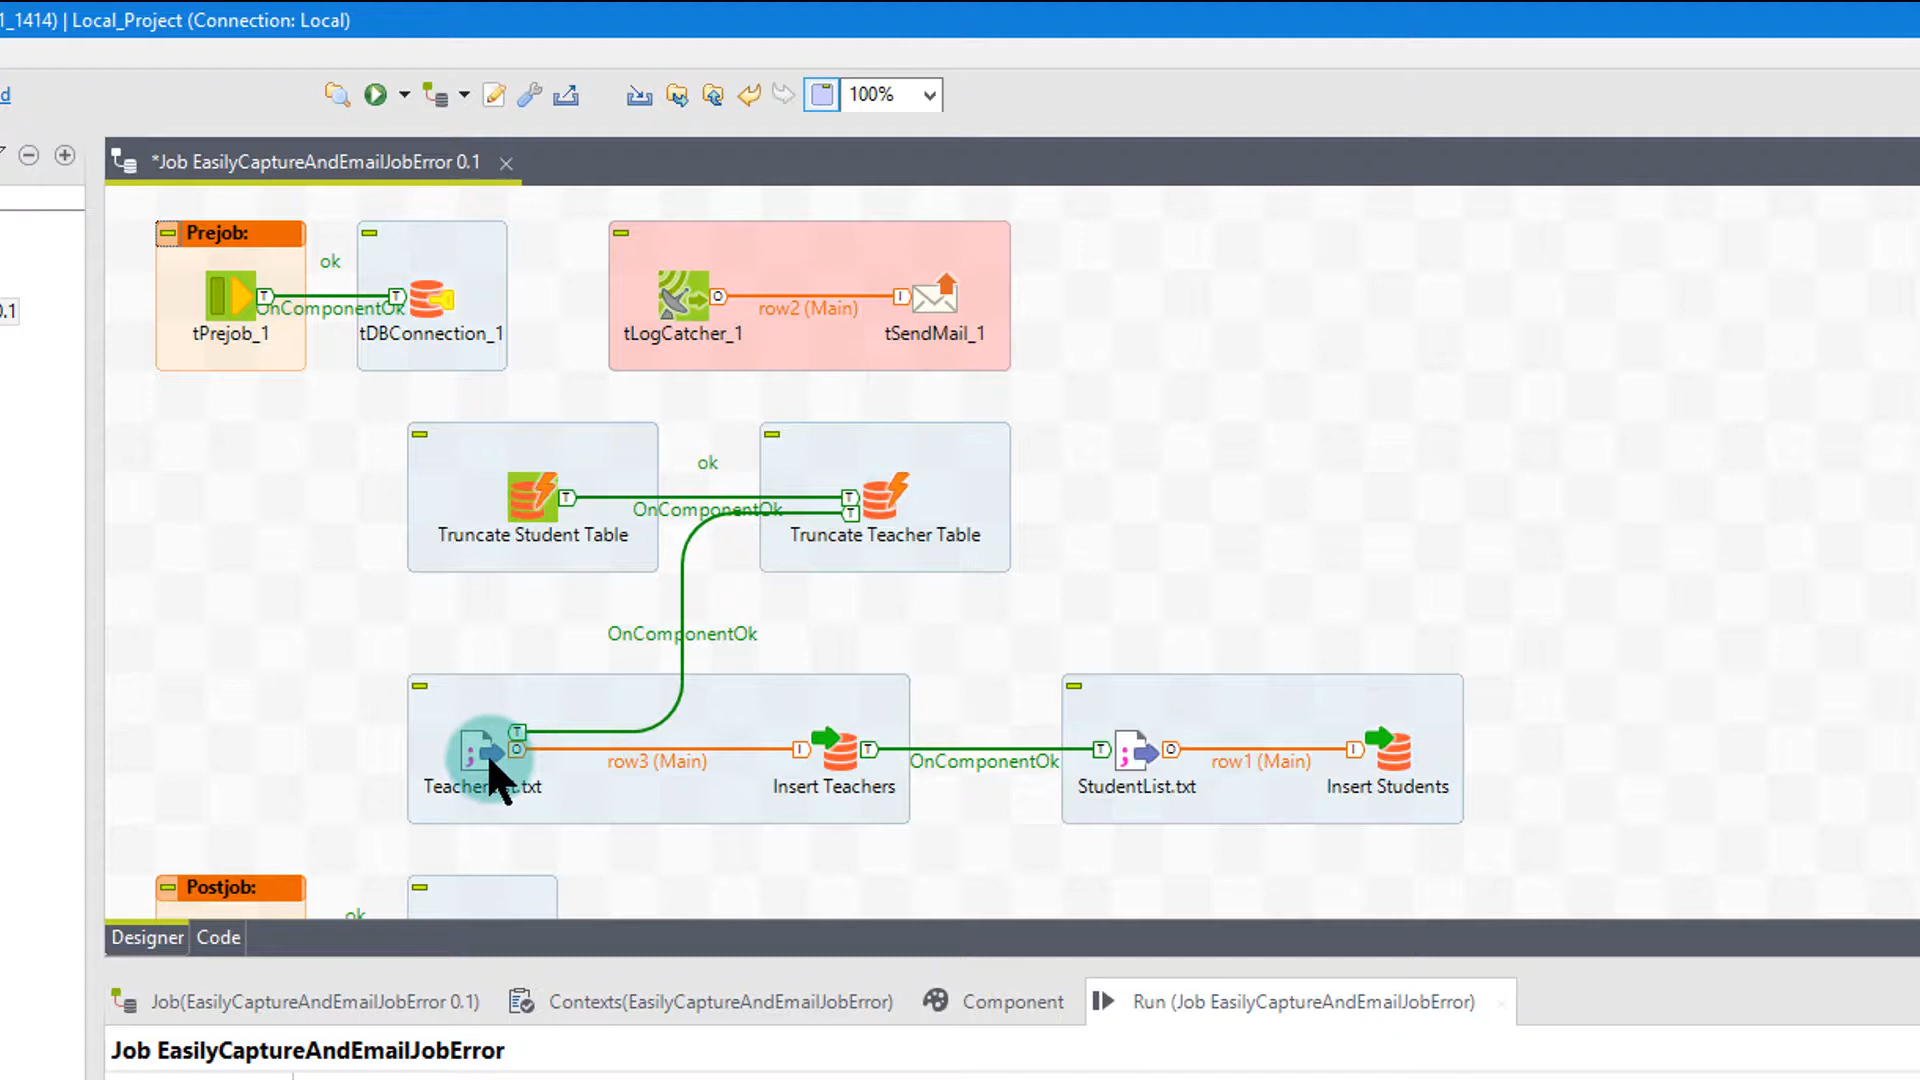 1_1414) | Local_Project (Connection: Local)
d
100%
*Job EasilyCaptureAndEmailJobError 0.1
0.1
Prejob:
ok
OnComponentOk
tPrejob_1
tDBConnection_1
row2 (Main)
tLogCatcher_1
tSendMail_1
ok
OnComponentOk
Truncate Student Table
Truncate Teacher Table
OnComponentOk
row3 (Main)
OnComponentOk
row1 (Main)
Insert Teachers
StudentList.txt
Insert Students
Postjob:
ok
Designer
Code
Job(EasilyCaptureAndEmailJobError 0.1)
Contexts(EasilyCaptureAndEmailJobError)
Component
Run (Job EasilyCaptureAndEmailJobError)
Job EasilyCaptureAndEmailJobError